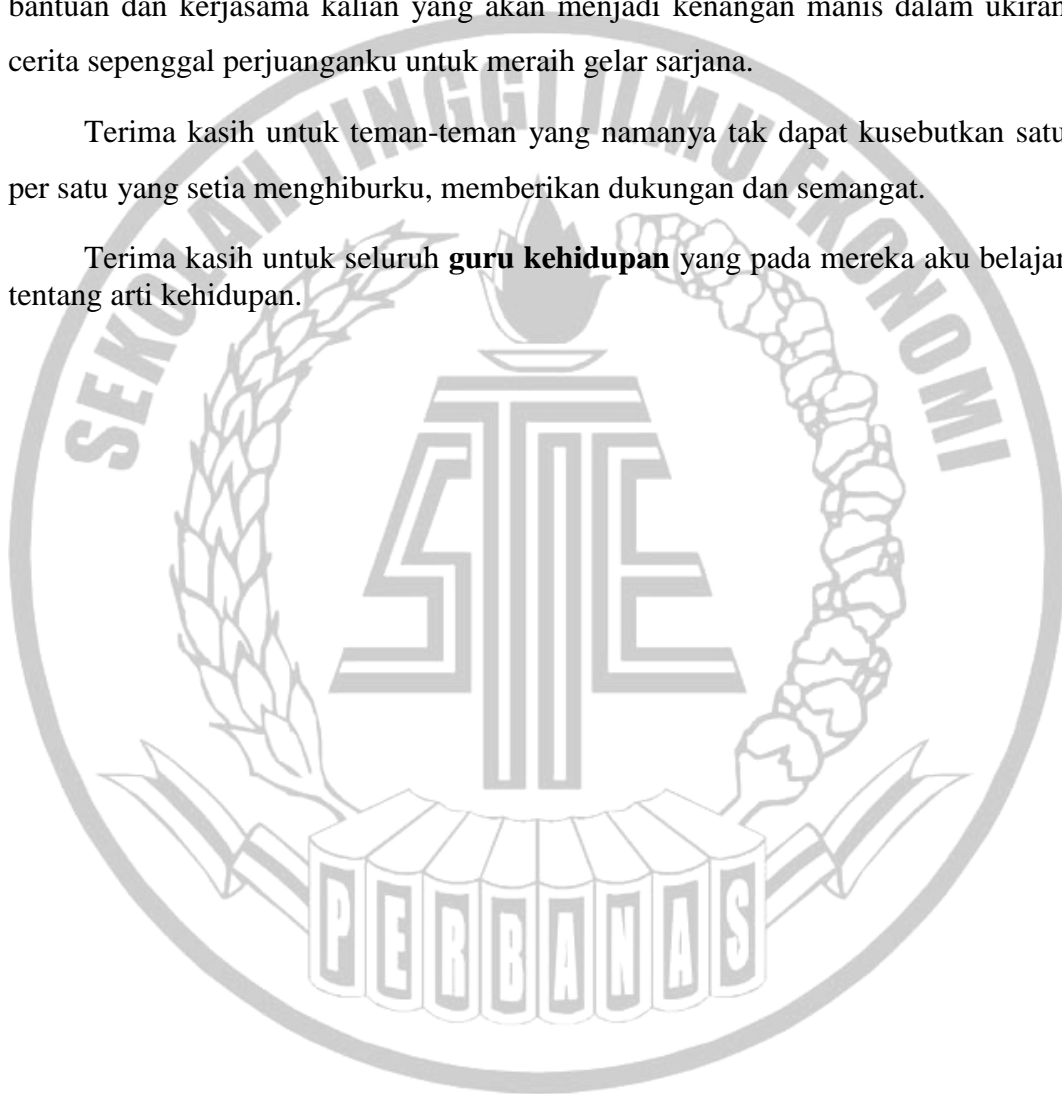 bantuan dan kerjasama kalian yang akan menjadi kenangan manis dalam ukiran
cerita sepenggal perjuanganku untuk meraih gelar sarjana.
Terima kasih untuk teman-teman yang namanya tak dapat kusebutkan satu
per satu yang setia menghiburku, memberikan dukungan dan semangat.
Terima kasih untuk seluruh guru kehidupan yang pada mereka aku belajar
tentang arti kehidupan.
SEKOLAH TINGGI ILMU EKONOMI
STIE
PERBANAS